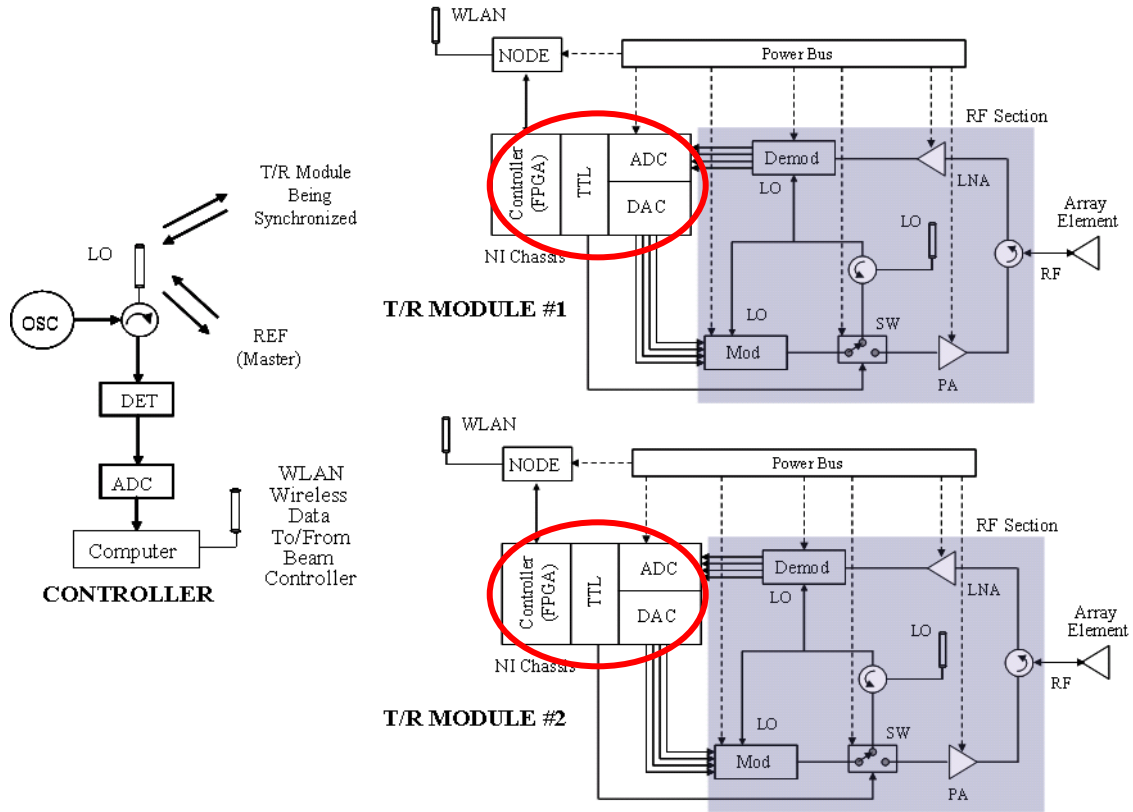 T/R Module
Being
Synchronized
LO
OSC
REF
(Master)
DET
ADC
Computer
WLAN
Wireless
Data
To/From
Beam
Controller
CONTROLLER
WLAN
NODE
Power Bus
RF Section
Controller
(FPGA)
TTL
ADC
DAC
NI Chassis
Demod
LO
LNA
LO
Array
Element
RF
T/R MODULE #1
LO
SW
Mod
PA
WLAN
NODE
Power Bus
RF Section
Controller
(FPGA)
TTL
ADC
DAC
NI Chassis
Demod
LO
LNA
LO
Array
Element
RF
T/R MODULE #2
LO
SW
Mod
PA